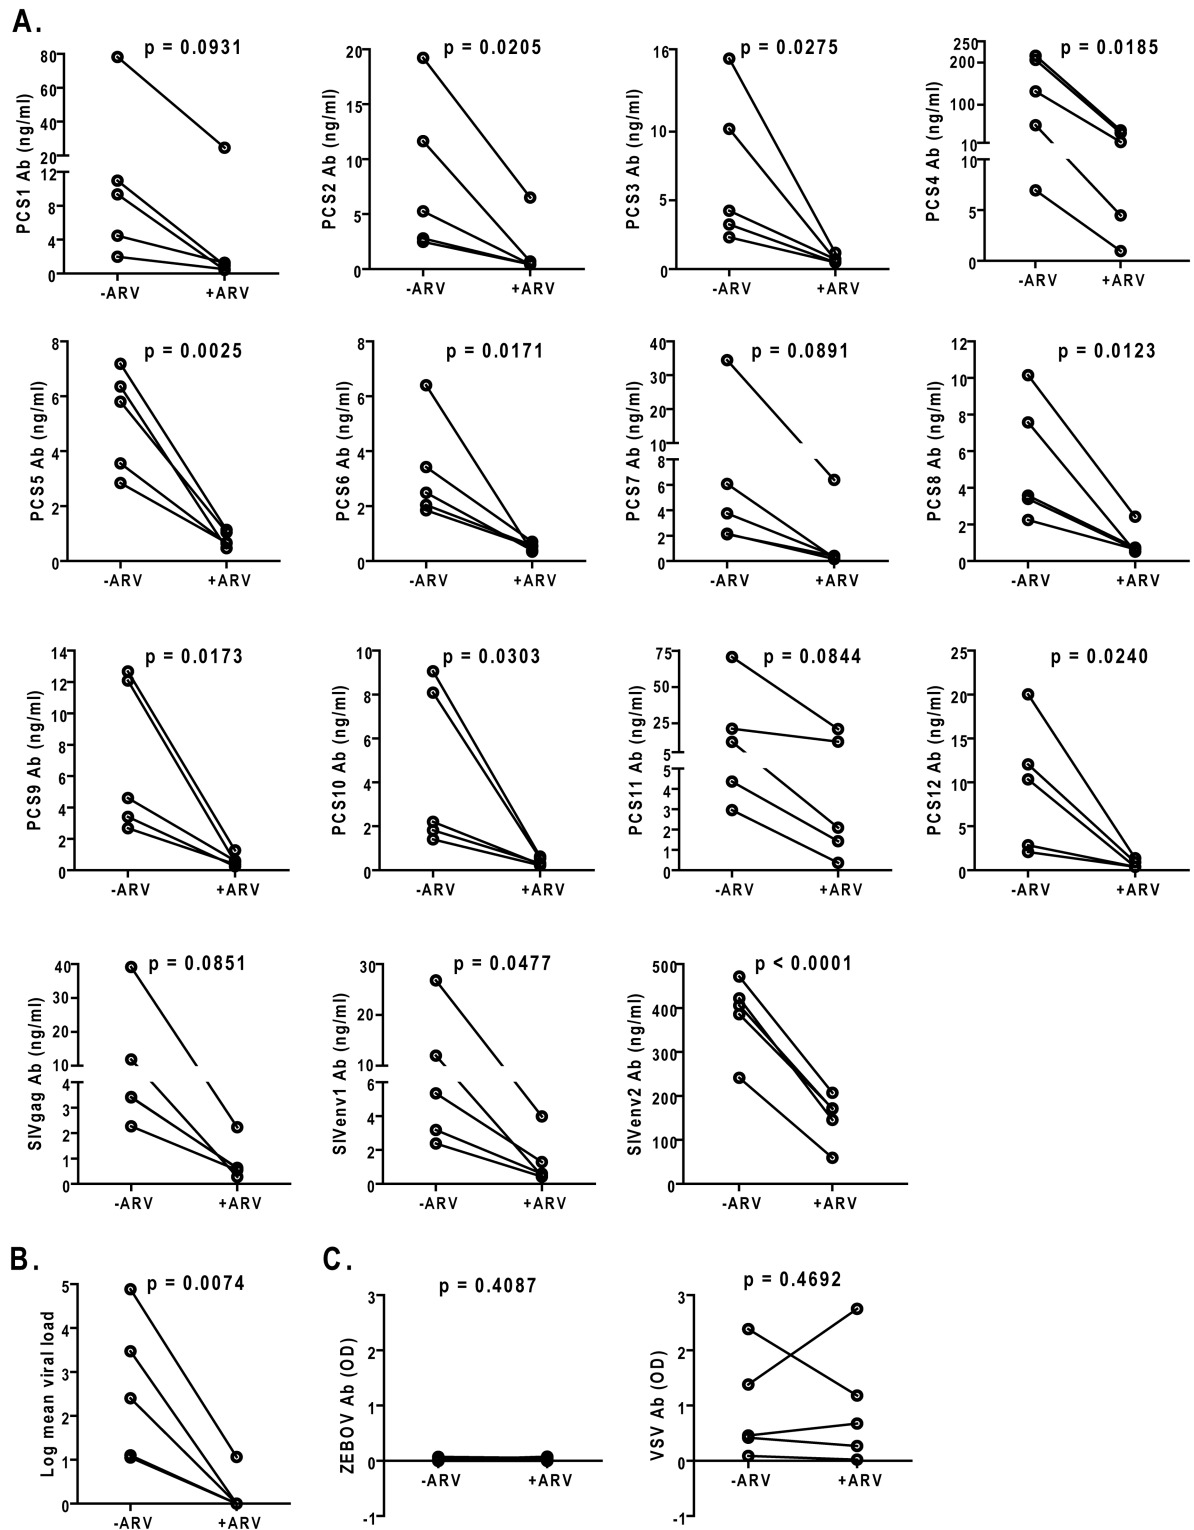 A.
p = 0.0931
PCS1 Ab (ng/ml)
80
60
40
20
12
8
4
0
-ARV
+ARV
p = 0.0205
PCS2 Ab (ng/ml)
20
15
10
5
0
-ARV
+ARV
p = 0.0275
PCS3 Ab (ng/ml)
16
10
5
0
-ARV
+ARV
p = 0.0185
PCS4 Ab (ng/ml)
250
200
100
10
10
5
0
-ARV
+ARV
p = 0.0025
PCS5 Ab (ng/ml)
8
6
4
2
0
-ARV
+ARV
p = 0.0171
PCS6 Ab (ng/ml)
8
6
4
2
0
-ARV
+ARV
p = 0.0891
PCS7 Ab (ng/ml)
40
30
20
10
8
6
4
2
0
-ARV
+ARV
p = 0.0123
PCS8 Ab (ng/ml)
12
10
8
6
4
2
0
-ARV
+ARV
p = 0.0173
PCS9 Ab (ng/ml)
14
12
10
8
6
4
2
0
-ARV
+ARV
p = 0.0303
PCS10 Ab (ng/ml)
10
8
6
4
2
0
-ARV
+ARV
p = 0.0844
PCS11 Ab (ng/ml)
75
50
25
5
5
4
3
2
1
0
-ARV
+ARV
p = 0.0240
PCS12 Ab (ng/ml)
25
20
15
10
5
0
-ARV
+ARV
p = 0.0851
SIVgag Ab (ng/ml)
40
30
20
10
4
3
2
1
0
-ARV
+ARV
p = 0.0477
SIVenv1 Ab (ng/ml)
30
20
10
6
4
2
0
-ARV
+ARV
p < 0.0001
SIVenv2 Ab (ng/ml)
500
400
300
200
100
0
-ARV
+ARV
B.
p = 0.0074
Log mean viral load
5
4
3
2
1
0
-ARV
+ARV
C.
p = 0.4087
ZEBOV Ab (OD)
3
2
1
0
-1
-ARV
+ARV
p = 0.4692
VSV Ab (OD)
3
2
1
0
-1
-ARV
+ARV